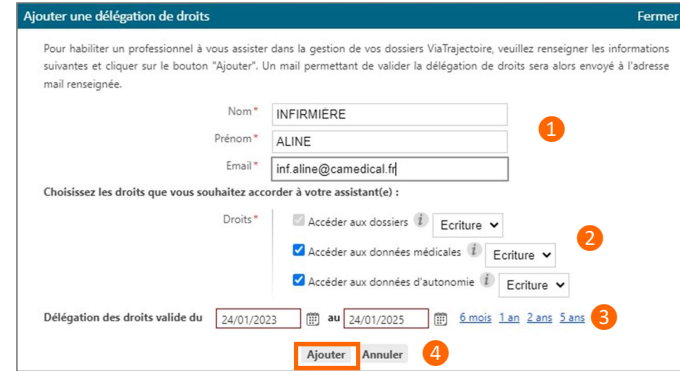 Ajouter une délégation de droits Fermer
Pour habiliter un professionnel à vous assister dans la gestion de vos dossiers ViaTrajectoire, veuillez renseigner les informations
suivantes et cliquer sur le bouton "Ajouter". Un mail permettant de valider la délégation de droits sera alors envoyé à l'adresse
mail renseignée.
Nom* INFIRMIÈRE
Prénom* ALINE 1
Email* inf.aline@camedical.fr
Choisissez les droits que vous souhaitez accorder à votre assistant(e) :
Droits* Accéder aux dossiers i Ecriture
Accéder aux données médicales i Ecriture 2
Accéder aux données d'autonomie i Ecriture
Délégation des droits valide du 24/01/2023 au 24/01/2025 6 mois 1 an 2 ans 5 ans 3
Ajouter Annuler 4